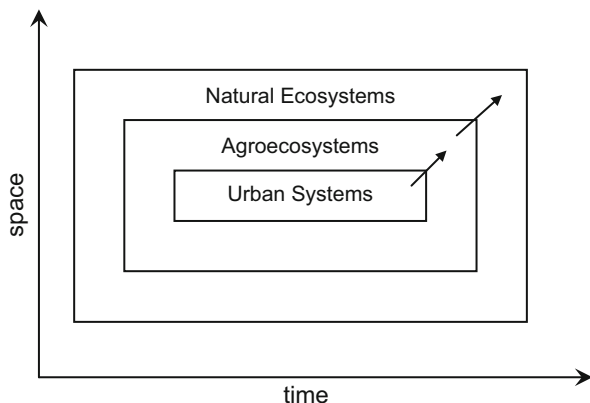 Natural Ecosystems
Agroecosystems
Urban Systems
space
time